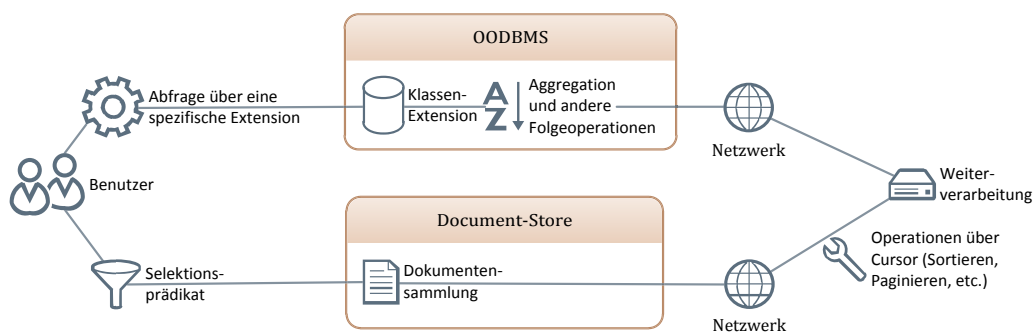 OODBMS
Abfrage über eine
spezifische Extension
Klassen-
Extension
A
Z
Aggregation
und andere
Folgeoperationen
Netzwerk
Benutzer
Weiter-
verarbeitung
Document-Store
Selektions-
prädikat
Dokumenten-
sammlung
Netzwerk
Operationen über
Cursor (Sortieren,
Paginieren, etc.)